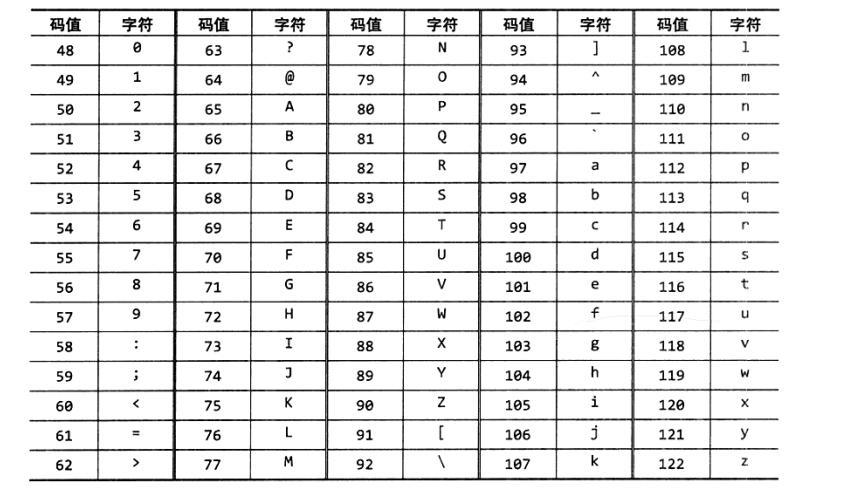 码值 字符 码值 字符 码值 字符 码值 字符 码值 字符
48 0 63 ? 78 N 93 ] 108 l
49 1 64 @ 79 O 94 ^ 109 m
50 2 65 A 80 P 95 _ 110 n
51 3 66 B 81 Q 96 ` 111 o
52 4 67 C 82 R 97 a 112 p
53 5 68 D 83 S 98 b 113 q
54 6 69 E 84 T 99 c 114 r
55 7 70 F 85 U 100 d 115 s
56 8 71 G 86 V 101 e 116 t
57 9 72 H 87 W 102 f 117 u
58 : 73 I 88 X 103 g 118 v
59 ; 74 J 89 Y 104 h 119 w
60 < 75 K 90 Z 105 i 120 x
61 = 76 L 91 [ 106 j 121 y
62 > 77 M 92 \ 107 k 122 z